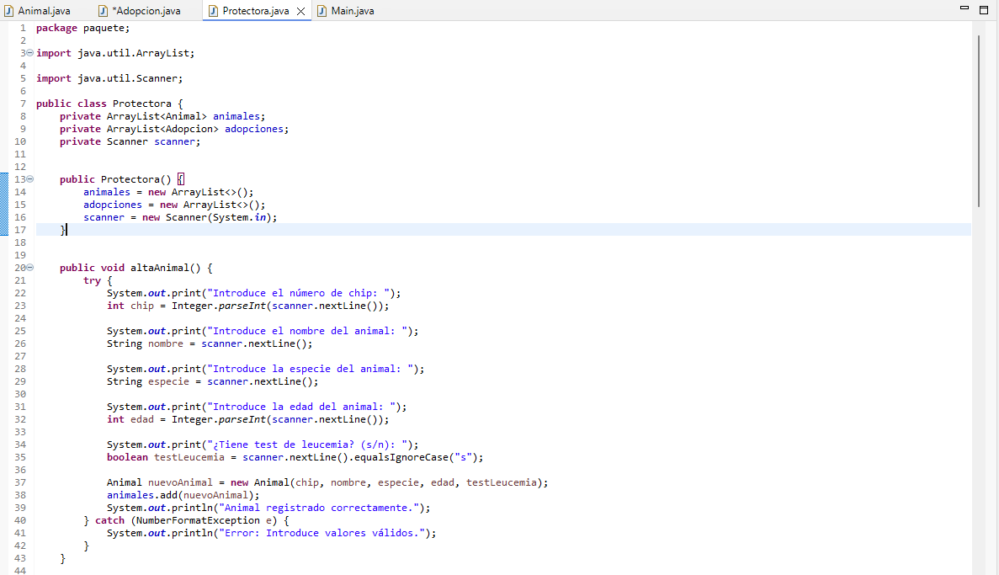 Animal.java *Adopcion.java Protectora.java Main.java
1 package paquete;
2
3 import java.util.ArrayList;
4
5 import java.util.Scanner;
6
7 public class Protectora {
8     private ArrayList<Animal> animales;
9     private ArrayList<Adopcion> adopciones;
10     private Scanner scanner;
11
12
13     public Protectora() {
14         animales = new ArrayList<>();
15         adopciones = new ArrayList<>();
16         scanner = new Scanner(System.in);
17     }
18
19
20     public void altaAnimal() {
21         try {
22             System.out.print("Introduce el número de chip: ");
23             int chip = Integer.parseInt(scanner.nextLine());
24
25             System.out.print("Introduce el nombre del animal: ");
26             String nombre = scanner.nextLine();
27
28             System.out.print("Introduce la especie del animal: ");
29             String especie = scanner.nextLine();
30
31             System.out.print("Introduce la edad del animal: ");
32             int edad = Integer.parseInt(scanner.nextLine());
33
34             System.out.print("¿Tiene test de leucemia? (s/n): ");
35             boolean testLeucemia = scanner.nextLine().equalsIgnoreCase("s");
36
37             Animal nuevoAnimal = new Animal(chip, nombre, especie, edad, testLeucemia);
38             animales.add(nuevoAnimal);
39             System.out.println("Animal registrado correctamente.");
40         } catch (NumberFormatException e) {
41             System.out.println("Error: Introduce valores válidos.");
42         }
43     }
44